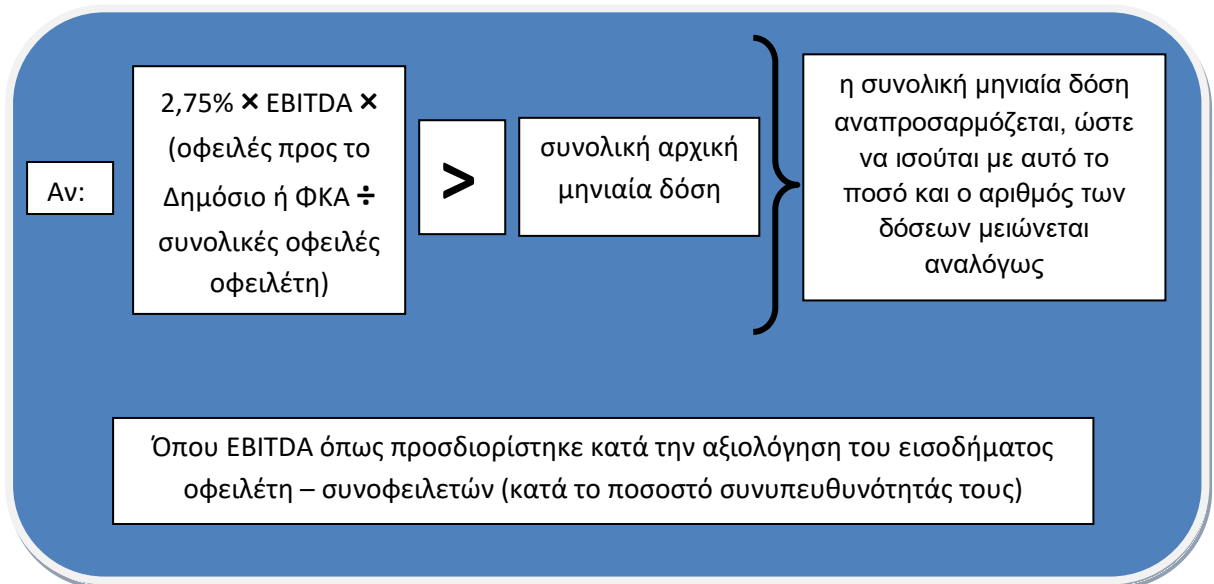 Αν:
2,75% × EBITDA ×
(οφειλές προς το
Δημόσιο ή ΦΚΑ ÷
συνολικές οφειλές
οφειλέτη)
>
συνολική αρχική
μηνιαία δόση
η συνολική μηνιαία δόση
αναπροσαρμόζεται, ώστε
να ισούται με αυτό το
ποσό και ο αριθμός των
δόσεων μειώνεται
αναλόγως
Όπου EBITDA όπως προσδιορίστηκε κατά την αξιολόγηση του εισοδήματος
οφειλέτη – συνοφειλετών (κατά το ποσοστό συνυπευθυνότητάς τους)